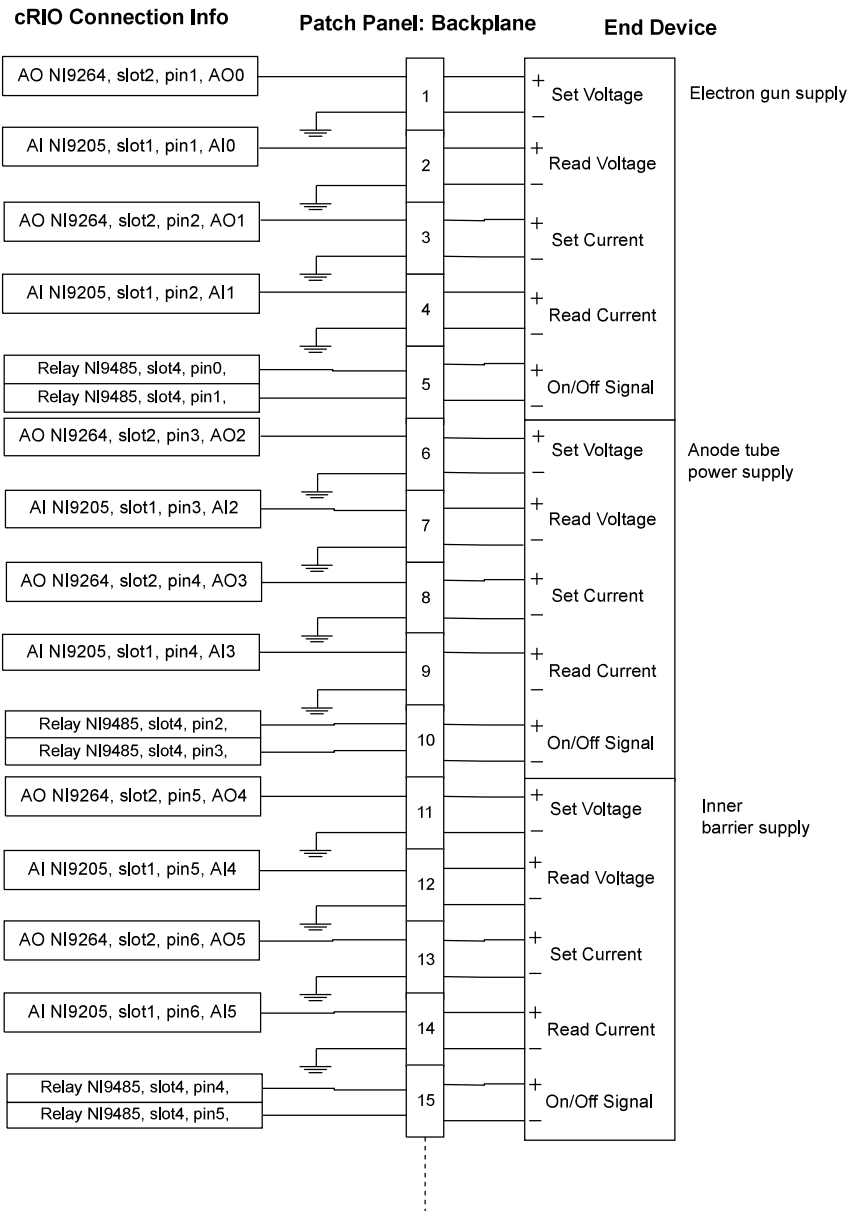 cRIO Connection Info
Patch Panel: Backplane
End Device
AO NI9264, slot2, pin1, AO0
1
+
Set Voltage
−
Electron gun supply
AI NI9205, slot1, pin1, AI0
2
+
Read Voltage
−
AO NI9264, slot2, pin2, AO1
3
+
Set Current
−
AI NI9205, slot1, pin2, AI1
4
+
Read Current
−
Relay NI9485, slot4, pin0,
Relay NI9485, slot4, pin1,
5
+
On/Off Signal
−
AO NI9264, slot2, pin3, AO2
6
+
Set Voltage
−
Anode tube
power supply
AI NI9205, slot1, pin3, AI2
7
+
Read Voltage
−
AO NI9264, slot2, pin4, AO3
8
+
Set Current
−
AI NI9205, slot1, pin4, AI3
9
+
Read Current
−
Relay NI9485, slot4, pin2,
Relay NI9485, slot4, pin3,
10
+
On/Off Signal
−
AO NI9264, slot2, pin5, AO4
11
+
Set Voltage
−
Inner
barrier supply
AI NI9205, slot1, pin5, AI4
12
+
Read Voltage
−
AO NI9264, slot2, pin6, AO5
13
+
Set Current
−
AI NI9205, slot1, pin6, AI5
14
+
Read Current
−
Relay NI9485, slot4, pin4,
Relay NI9485, slot4, pin5,
15
+
On/Off Signal
−